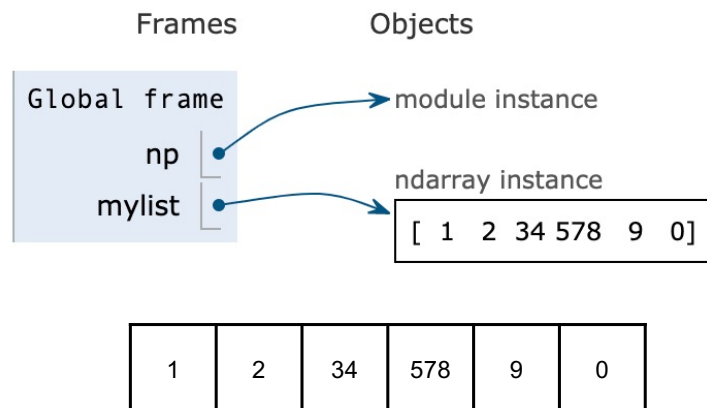 Frames Objects
Global frame
module instance
np
ndarray instance
mylist
[ 1 2 34 578 9 0]
1 2 34 578 9 0